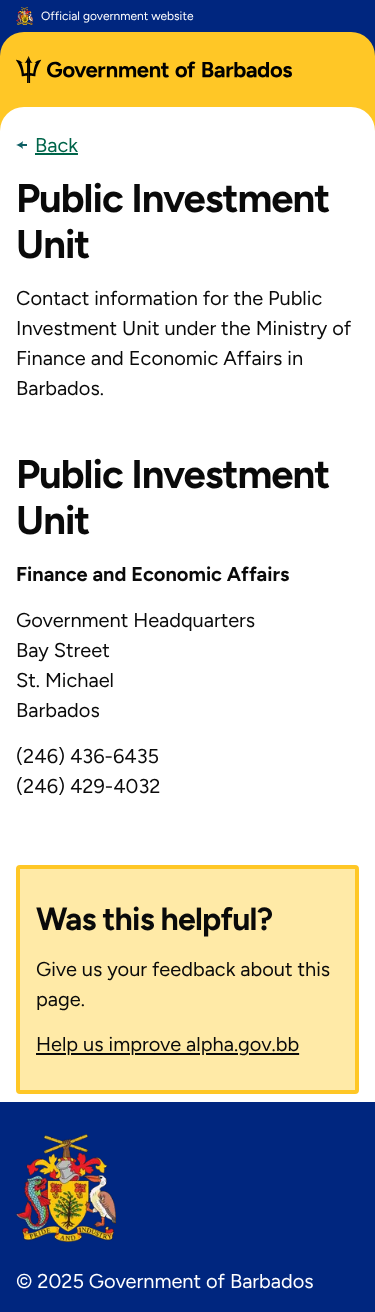 Official government website
Government of Barbados
Back
Public Investment
Unit
Contact information for the Public
Investment Unit under the Ministry of
Finance and Economic Affairs in
Barbados.
Public Investment
Unit
Finance and Economic Affairs
Government Headquarters
Bay Street
St. Michael
Barbados
(246) 436-6435
(246) 429-4032
Was this helpful?
Give us your feedback about this
page.
Help us improve alpha.gov.bb
PRIDE AND INDUSTRY
© 2025 Government of Barbados